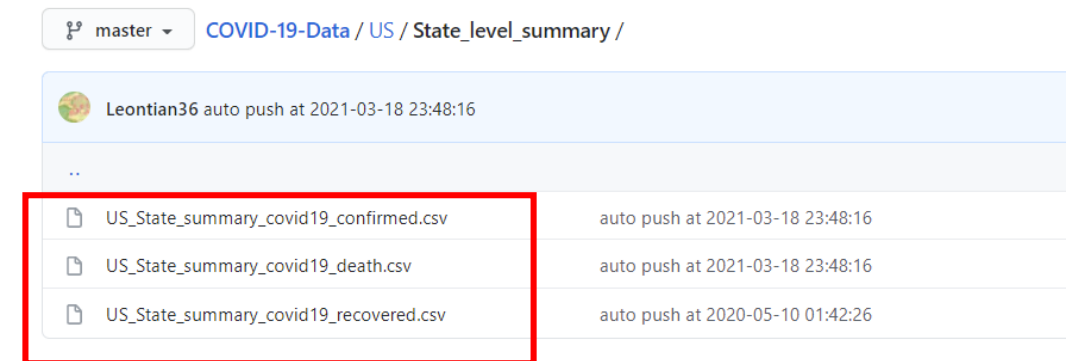 master COVID-19-Data / US / State_level_summary /
Leontian36 auto push at 2021-03-18 23:48:16
..
US_State_summary_covid19_confirmed.csv auto push at 2021-03-18 23:48:16
US_State_summary_covid19_death.csv auto push at 2021-03-18 23:48:16
US_State_summary_covid19_recovered.csv auto push at 2020-05-10 01:42:26